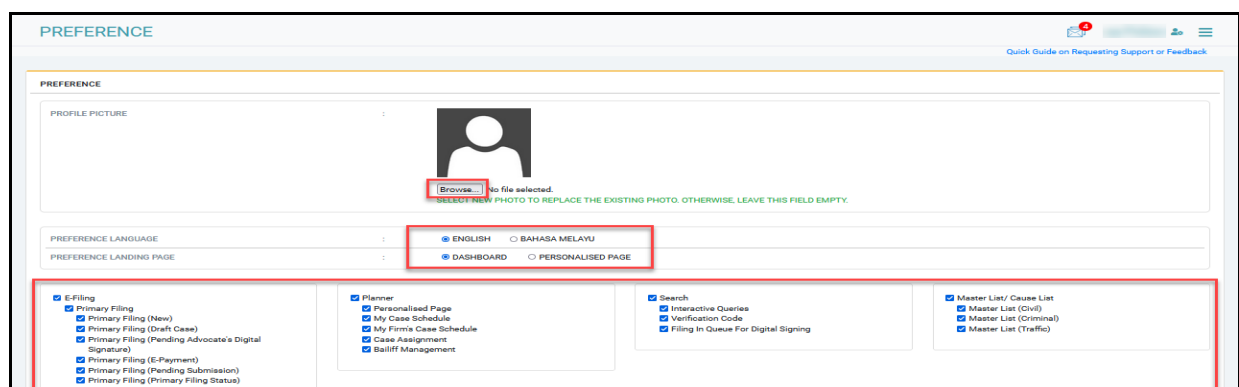 PREFERENCE
4
Quick Guide on Requesting Support or Feedback
PREFERENCE
PROFILE PICTURE :
Browse... No file selected.
SELECT NEW PHOTO TO REPLACE THE EXISTING PHOTO. OTHERWISE, LEAVE THIS FIELD EMPTY.
PREFERENCE LANGUAGE : ENGLISH BAHASA MELAYU
PREFERENCE LANDING PAGE : DASHBOARD PERSONALISED PAGE
E-Filing
Primary Filing
Primary Filing (New)
Primary Filing (Draft Case)
Primary Filing (Pending Advocate's Digital
Signature)
Primary Filing (E-Payment)
Primary Filing (Pending Submission)
Primary Filing (Primary Filing Status)
Planner
Personalised Page
My Case Schedule
My Firm's Case Schedule
Case Assignment
Bailiff Management
Search
Interactive Queries
Verification Code
Filing In Queue For Digital Signing
Master List/ Cause List
Master List (Civil)
Master List (Criminal)
Master List (Traffic)